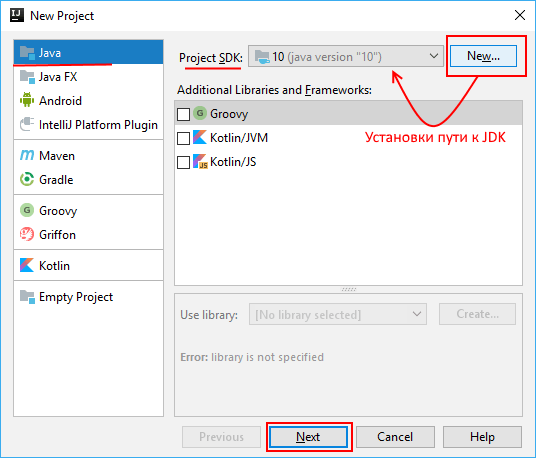 New Project
Java
Java FX
Android
IntelliJ Platform Plugin
Maven
Gradle
Groovy
Griffon
Kotlin
Empty Project
Project SDK:
10 (java version "10")
New...
Additional Libraries and Frameworks:
Groovy
Kotlin/JVM
Kotlin/JS
Установки пути к JDK
Use library:
[No library selected]
Create...
Error: library is not specified
Previous
Next
Cancel
Help